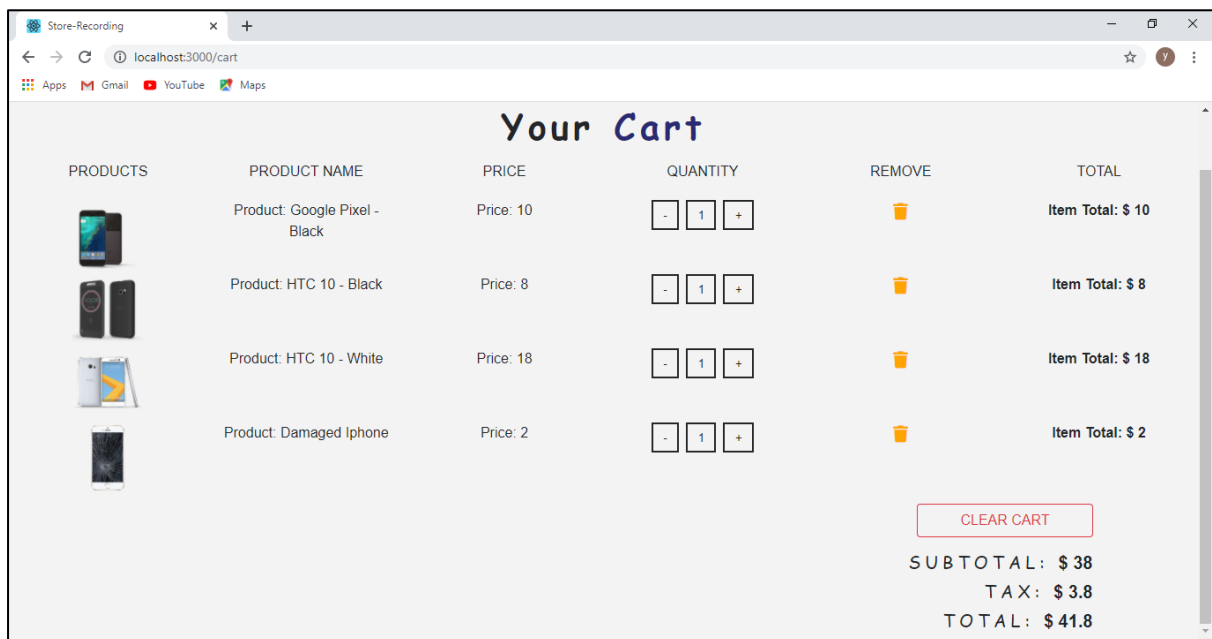 Store-Recording
localhost:3000/cart
y
Apps Gmail YouTube Maps
Your Cart
PRODUCTS PRODUCT NAME PRICE QUANTITY REMOVE TOTAL
Product: Google Pixel - Price: 10 - 1 + Item Total: $ 10
Black
Product: HTC 10 - Black Price: 8 - 1 + Item Total: $ 8
Product: HTC 10 - White Price: 18 - 1 + Item Total: $ 18
Product: Damaged Iphone Price: 2 - 1 + Item Total: $ 2
CLEAR CART
SUBTOTAL: $ 38
TAX: $ 3.8
TOTAL: $ 41.8